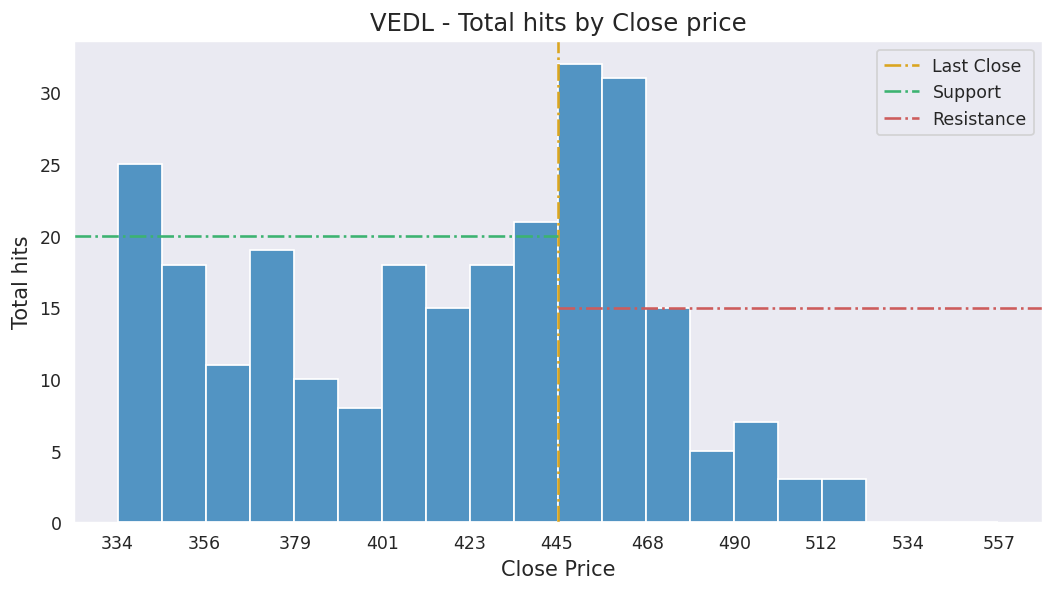 VEDL - Total hits by Close price
Last Close
Support
Resistance
Total hits
30
25
20
15
10
5
0
334 356 379 401 423 445 468 490 512 534 557
Close Price